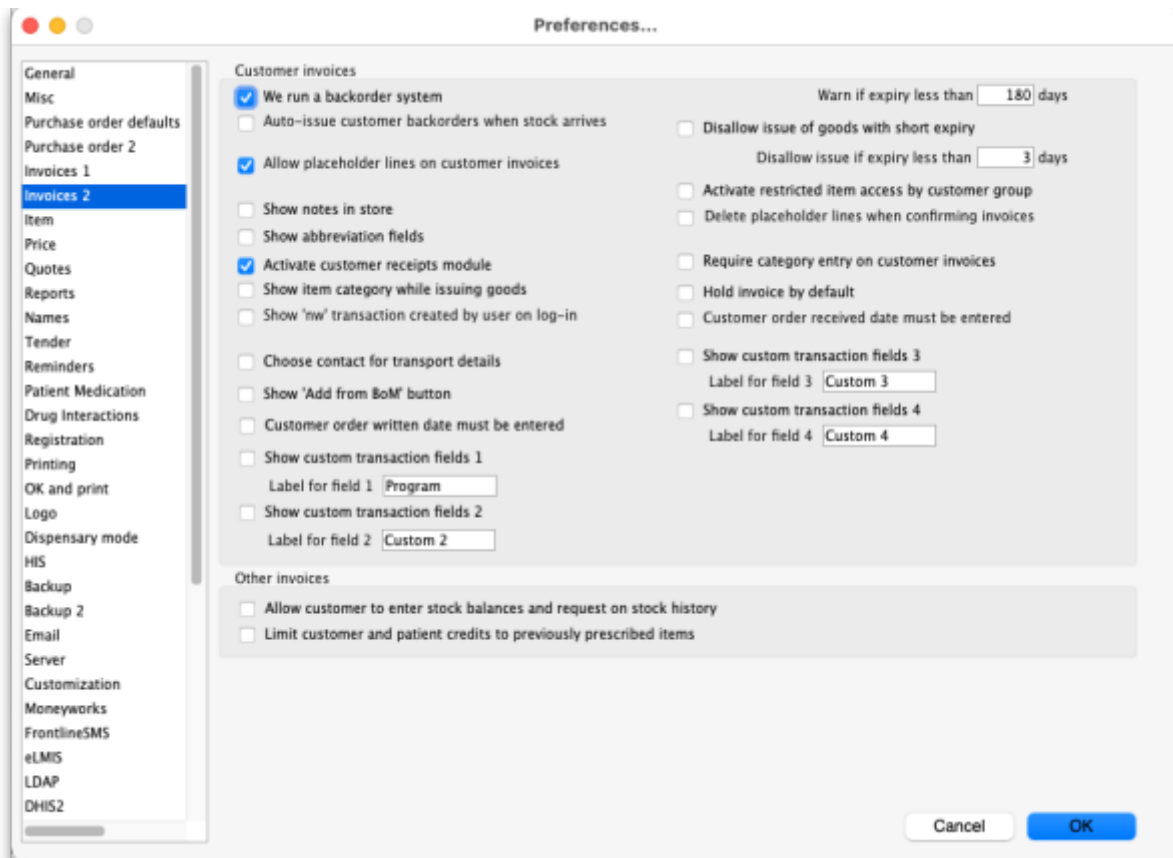 Preferences...
General
Misc
Purchase order defaults
Purchase order 2
Invoices 1
Invoices 2
Item
Price
Quotes
Reports
Names
Tender
Reminders
Patient Medication
Drug Interactions
Registration
Printing
OK and print
Logo
Dispensary mode
HIS
Backup
Backup 2
Email
Server
Customization
Moneyworks
FrontlineSMS
eLMIS
LDAP
DHIS2
Customer invoices
We run a backorder system
Auto-issue customer backorders when stock arrives
Allow placeholder lines on customer invoices
Show notes in store
Show abbreviation fields
Activate customer receipts module
Show item category while issuing goods
Show 'nw' transaction created by user on log-in
Choose contact for transport details
Show 'Add from BoM' button
Customer order written date must be entered
Show custom transaction fields 1
Label for field 1 Program
Show custom transaction fields 2
Label for field 2 Custom 2
Warn if expiry less than 180 days
Disallow issue of goods with short expiry
Disallow issue if expiry less than 3 days
Activate restricted item access by customer group
Delete placeholder lines when confirming invoices
Require category entry on customer invoices
Hold invoice by default
Customer order received date must be entered
Show custom transaction fields 3
Label for field 3 Custom 3
Show custom transaction fields 4
Label for field 4 Custom 4
Other invoices
Allow customer to enter stock balances and request on stock history
Limit customer and patient credits to previously prescribed items
Cancel
OK